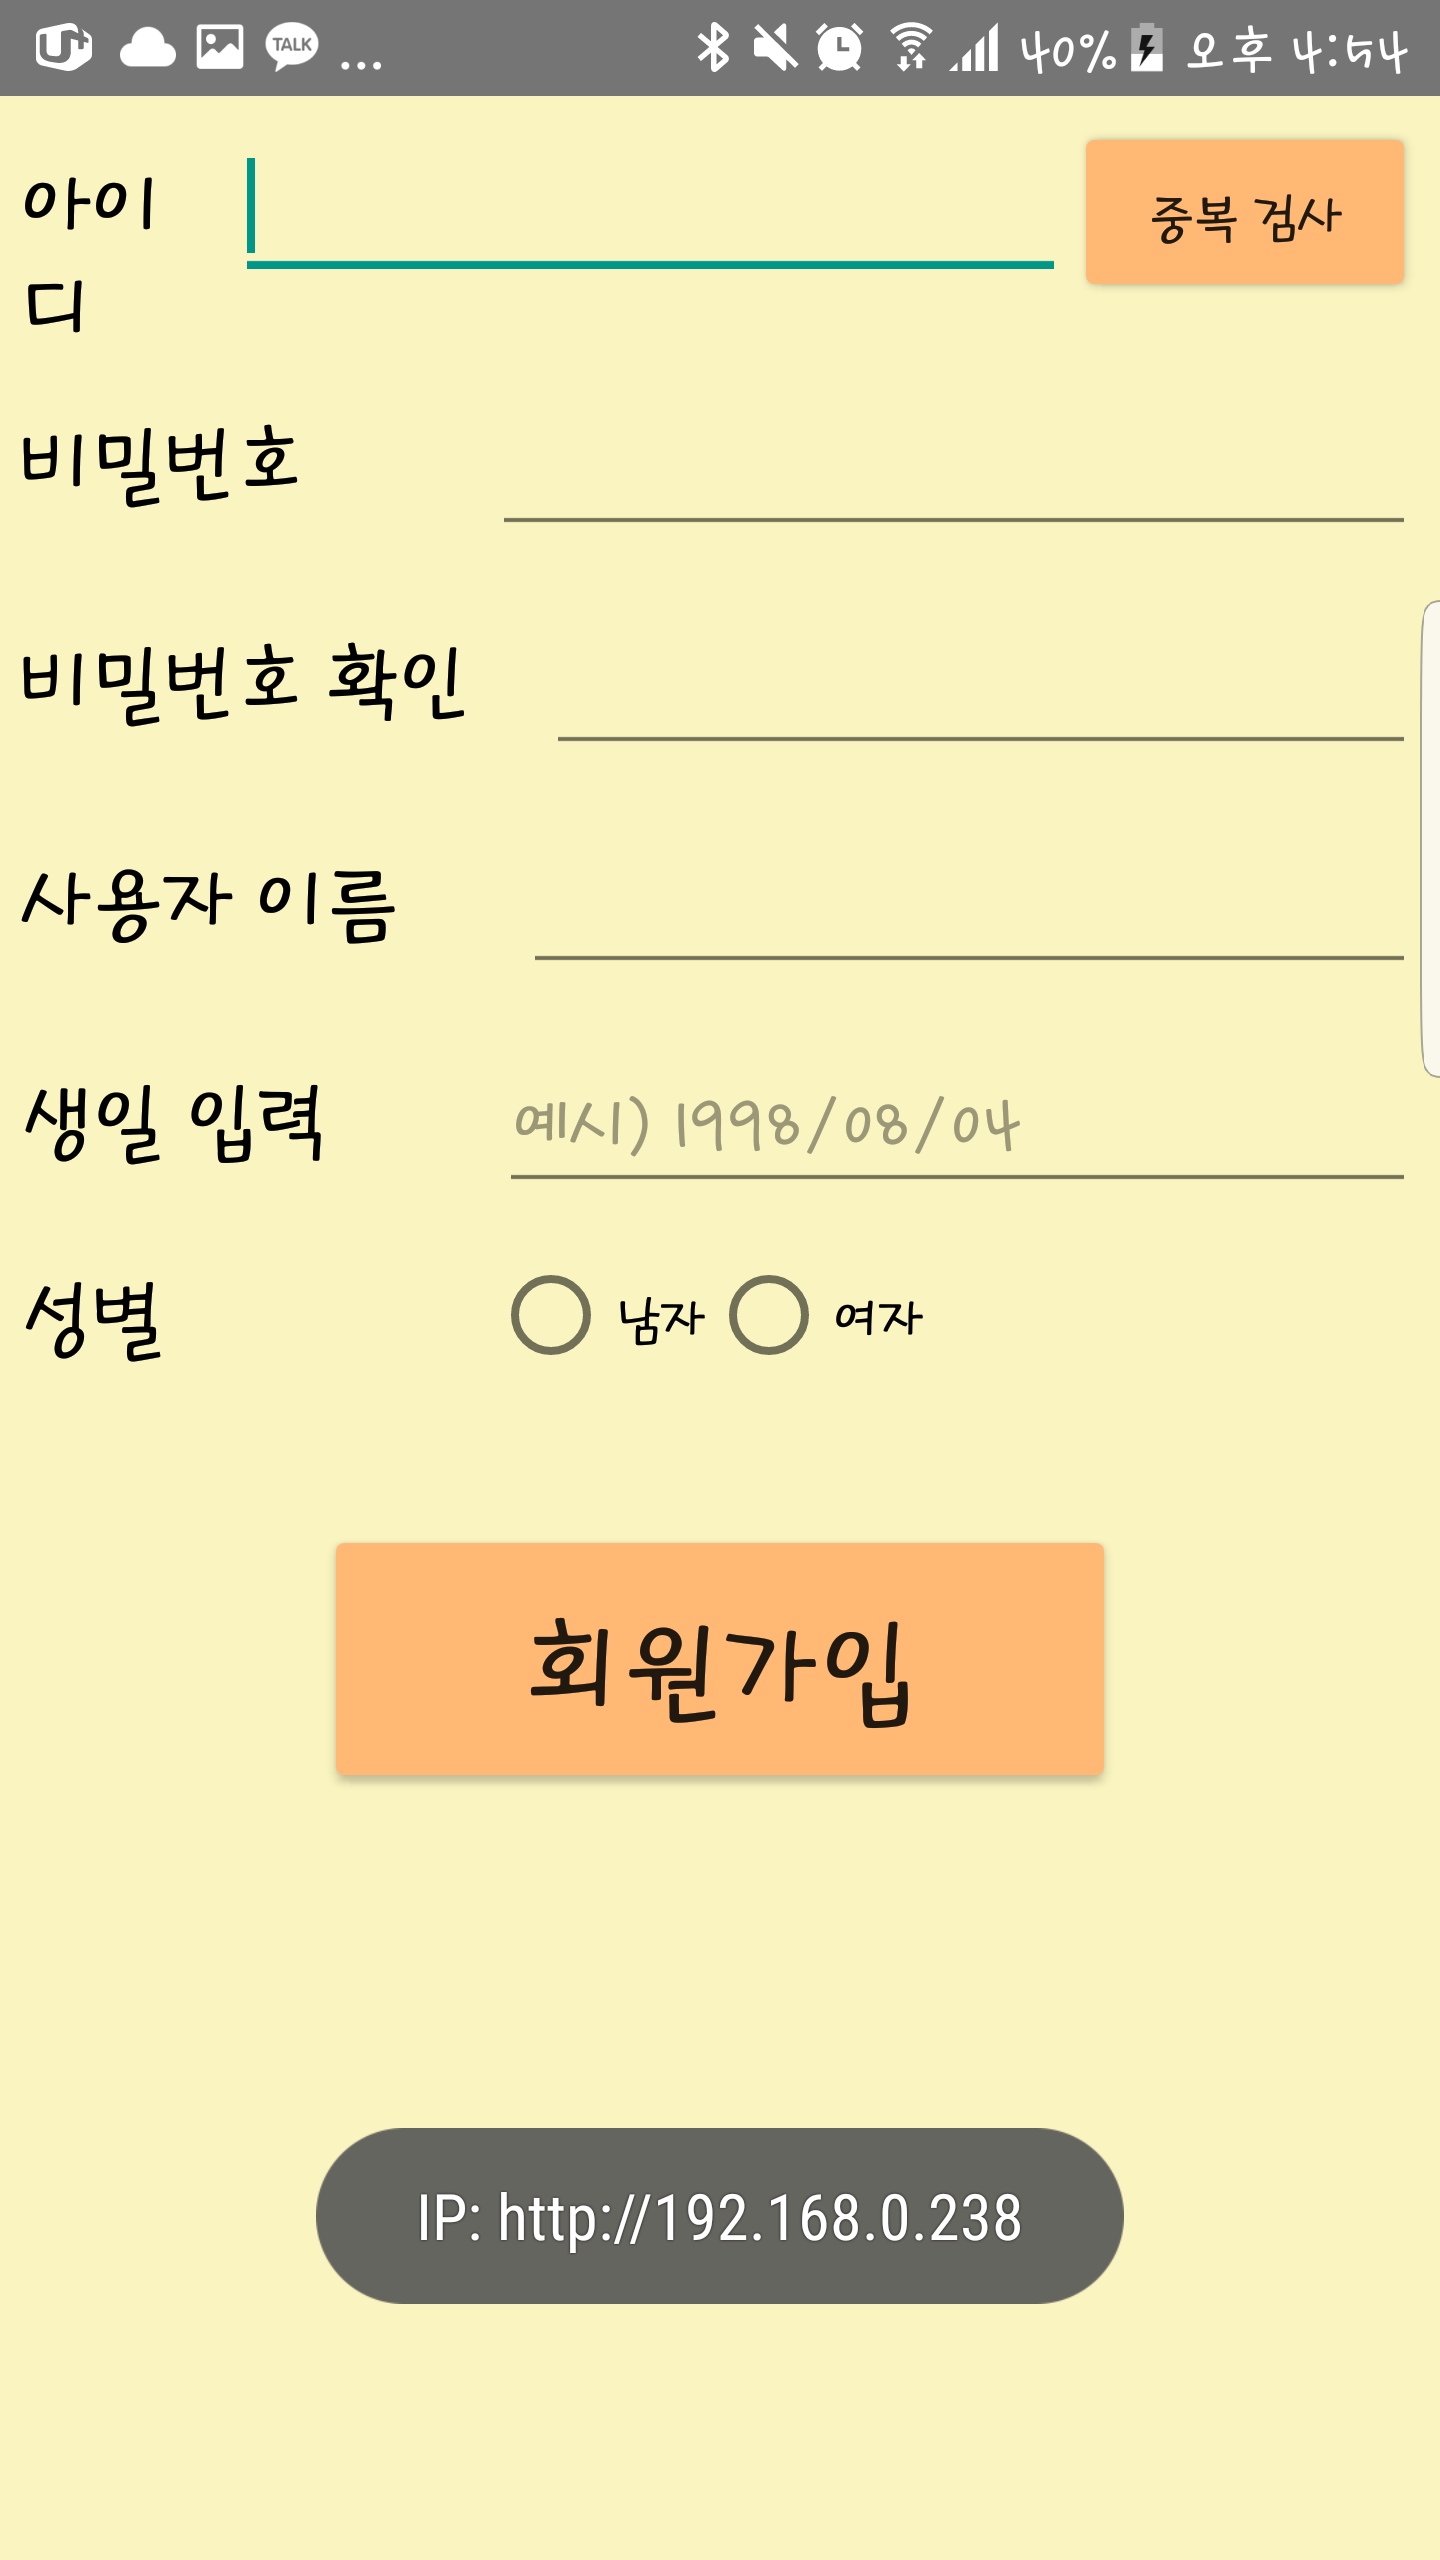 TALK ... 40% 오후 4:54
아이
디
중복 검사
비밀번호
비밀번호 확인
사용자 이름
생일 입력 예시) 1998/08/04
성별 남자 여자
회원가입
IP: http://192.168.0.238